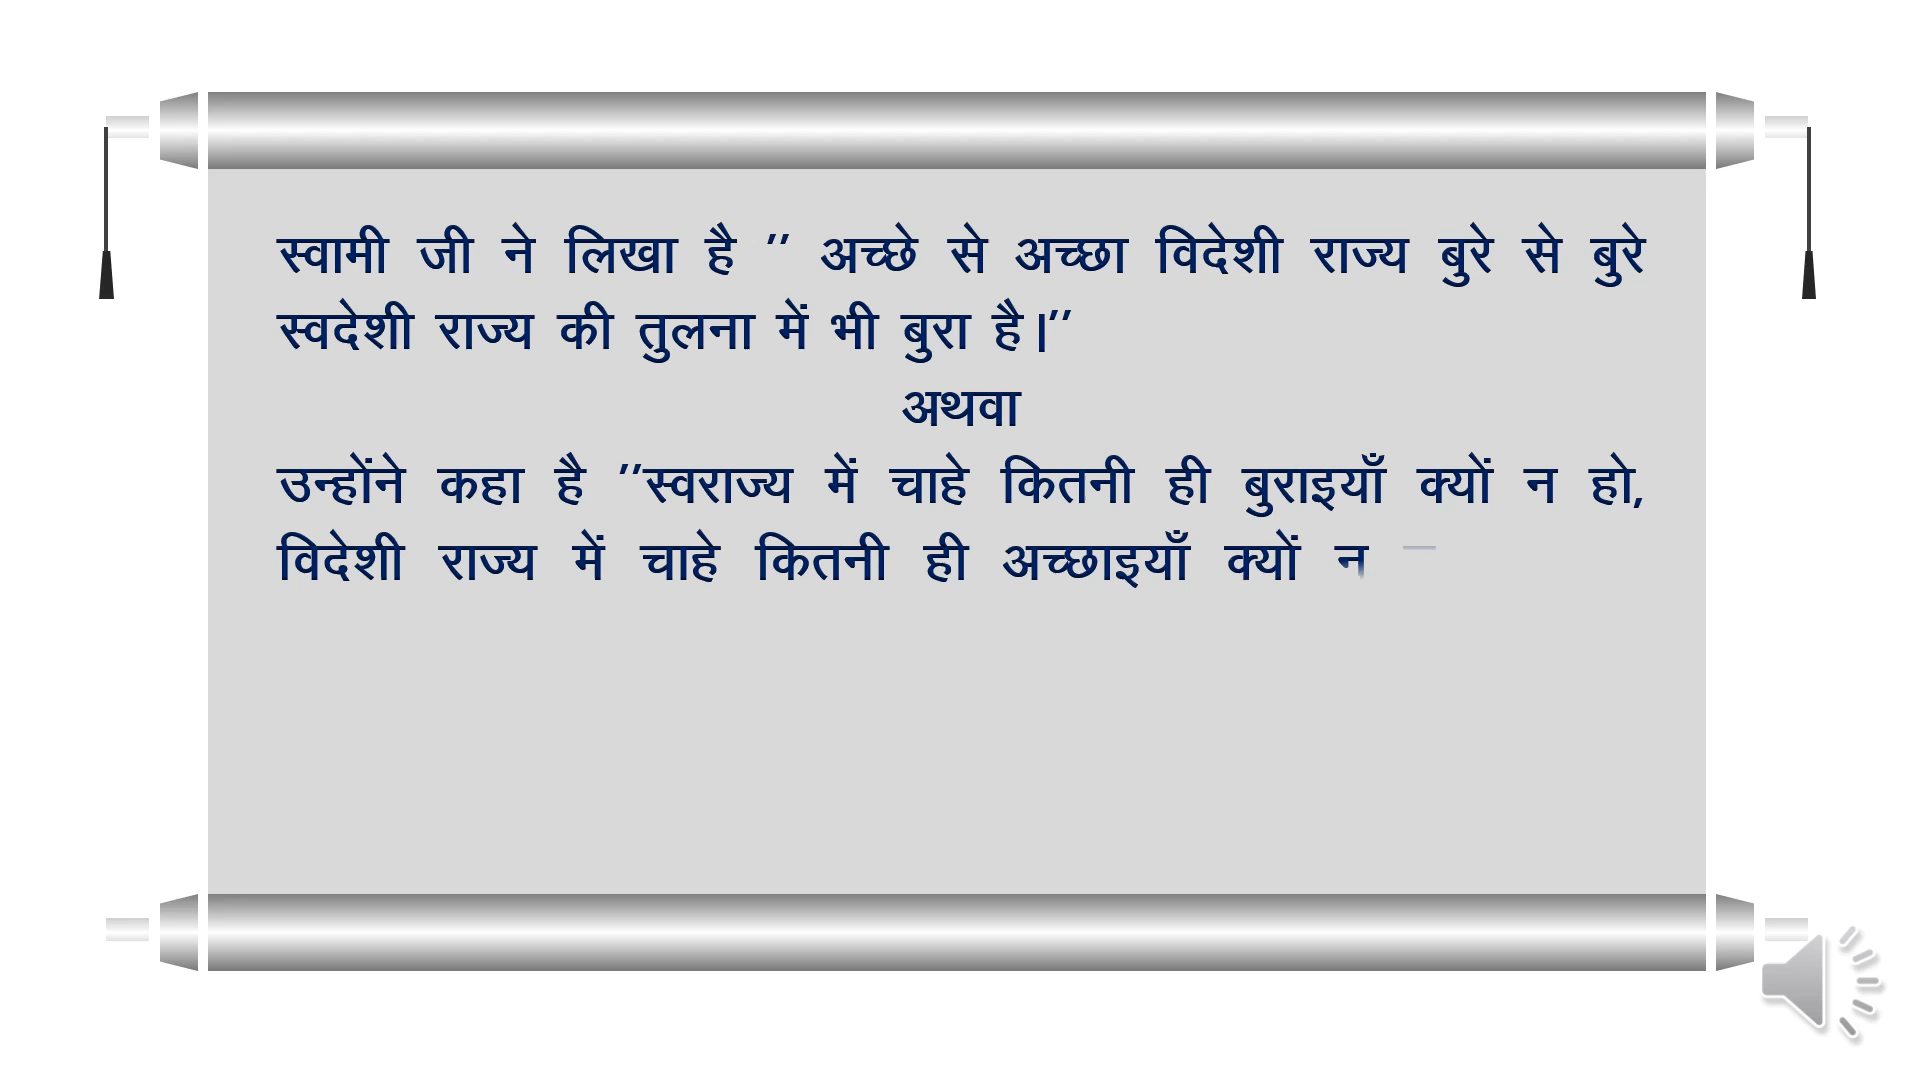 स्वामी जी ने लिखा है ’’ अच्छे से अच्छा विदेशी राज्य बुरे से बुरे
स्वदेशी राज्य की तुलना में भी बुरा है।’’
अथवा
उन्होंने कहा है ’’स्वराज्य में चाहे कितनी ही बुराइयाँ क्यों न हो,
विदेशी राज्य में चाहे कितनी ही अच्छाइयाँ क्यों न